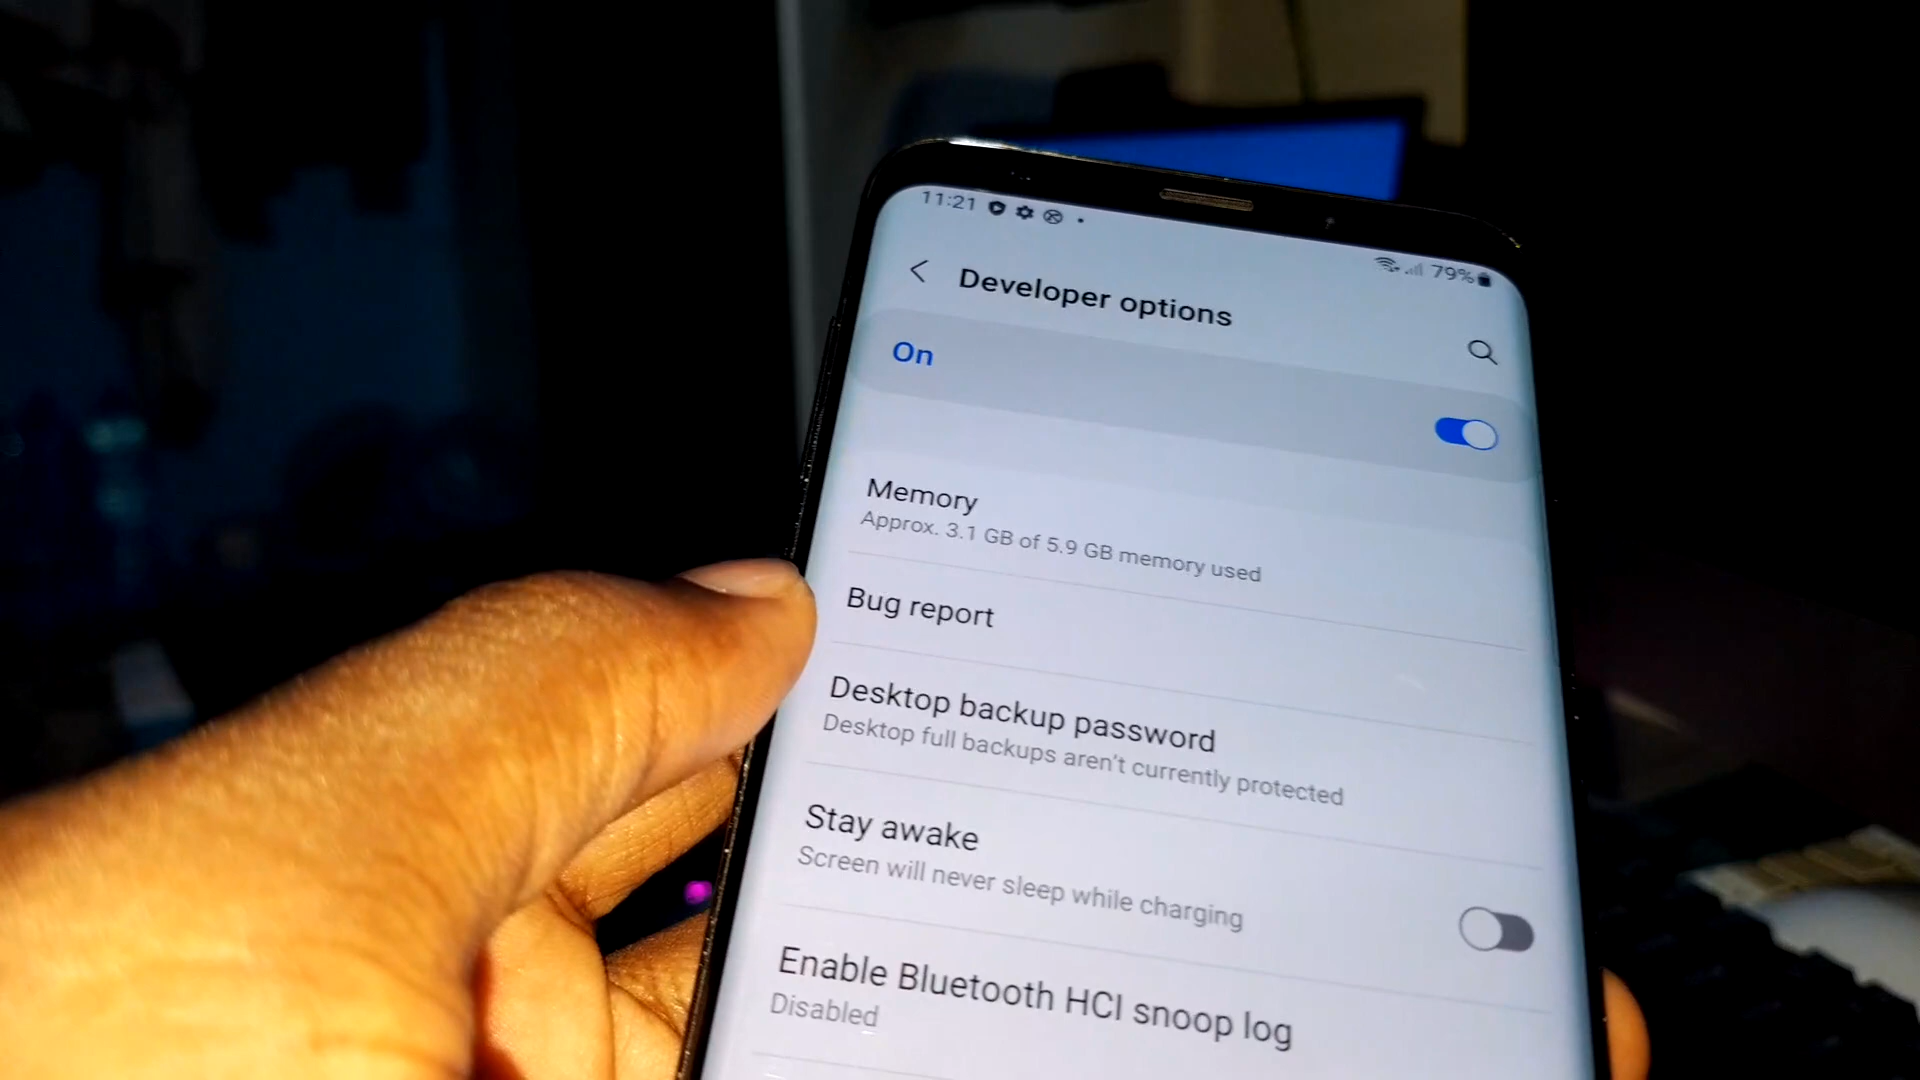 11:21
79%
Developer options
On
Memory
Approx. 3.1 GB of 5.9 GB memory used
Bug report
Desktop backup password
Desktop full backups aren't currently protected
Stay awake
Screen will never sleep while charging
Enable Bluetooth HCI snoop log
Disabled